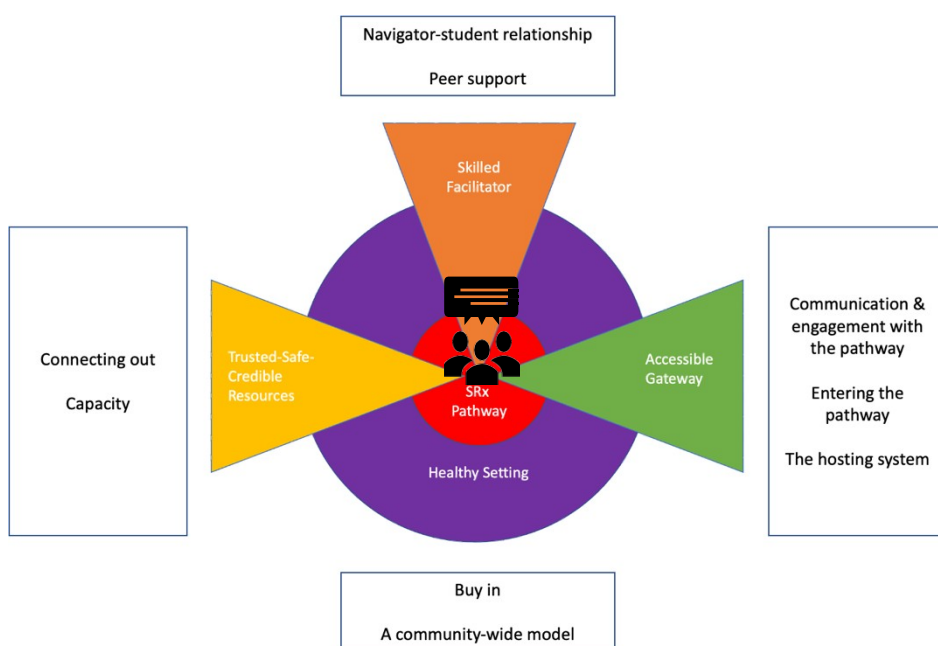 Navigator-student relationship
Peer support
Skilled
Facilitator
Connecting out
Capacity
Trusted-Safe-
Credible
Resources
SRx
Pathway
Accessible
Gateway
Communication &
engagement with
the pathway
Entering the
pathway
The hosting system
Healthy Setting
Buy in
A community-wide model